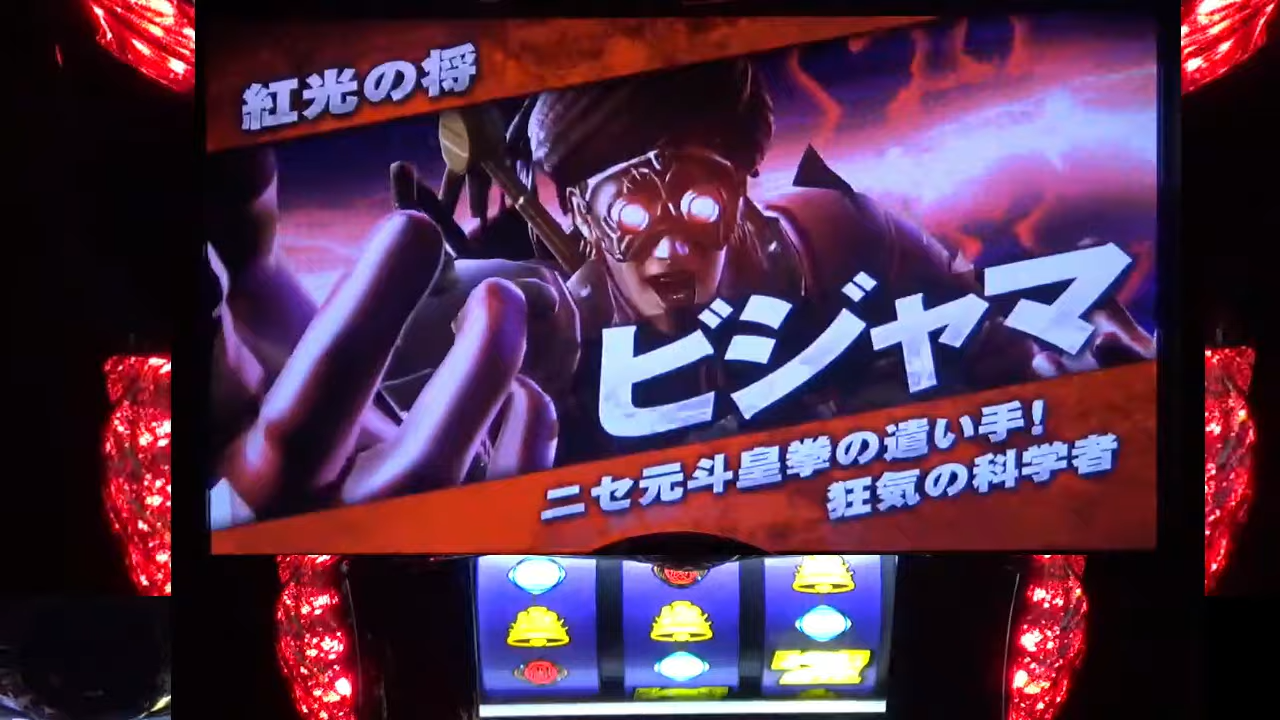 紅光の将
ビジャマ
ニセ元斗皇拳の遣い手!
狂気の科学者